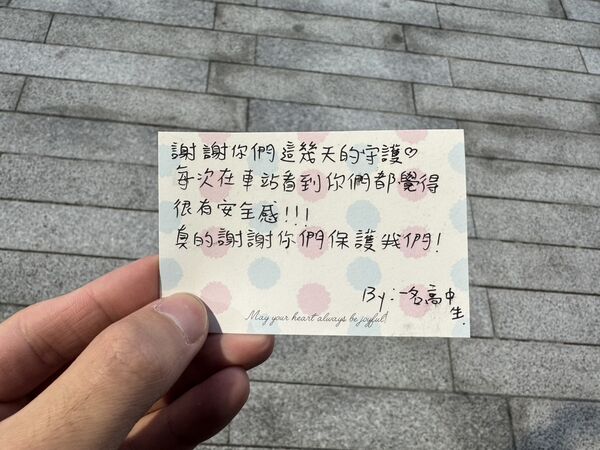 謝謝你們這幾天的守護♡
每次在車站看到你們都覺得
很有安全感!!!
真的謝謝你們保護我們!
By:一名高中
生.
May your heart always be joyful!